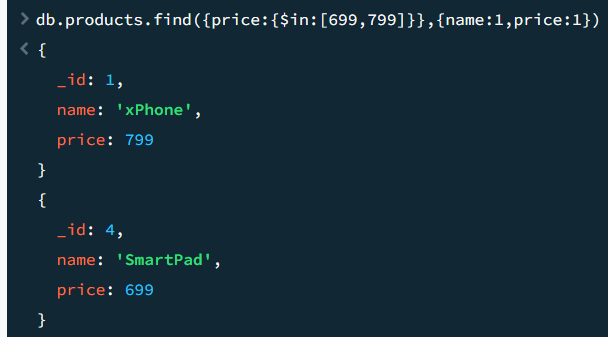 > db.products.find({price:{$in:[699,799]}},{name:1,price:1})
< {
_id: 1,
name: 'xPhone',
price: 799
}
{
_id: 4,
name: 'SmartPad',
price: 699
}